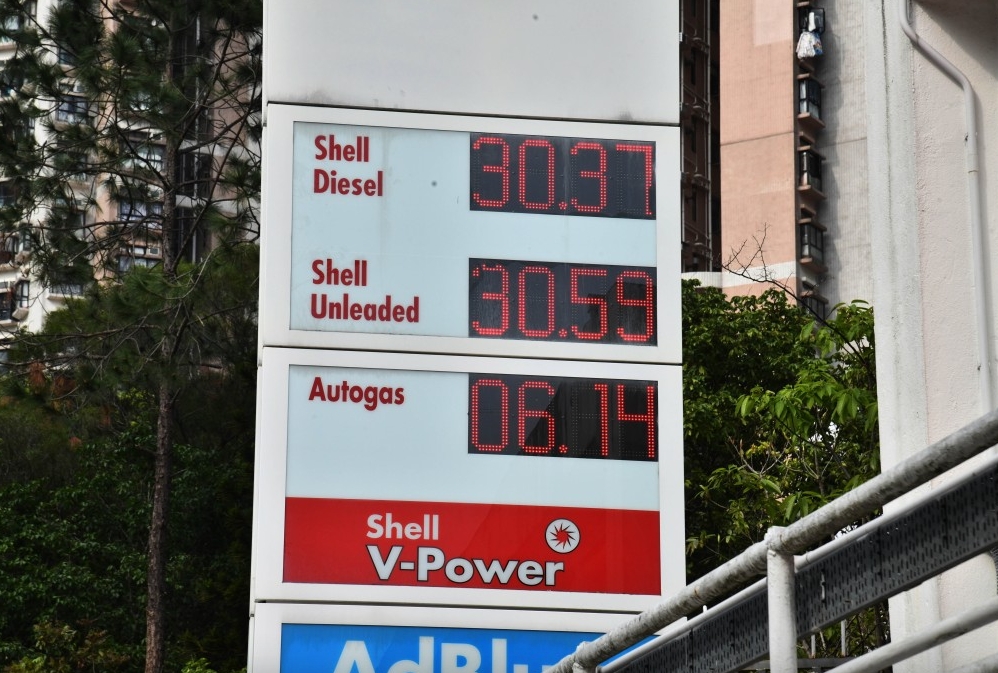 Shell
Diesel 30.37
Shell
Unleaded 30.59
Autogas 06.14
Shell
V-Power